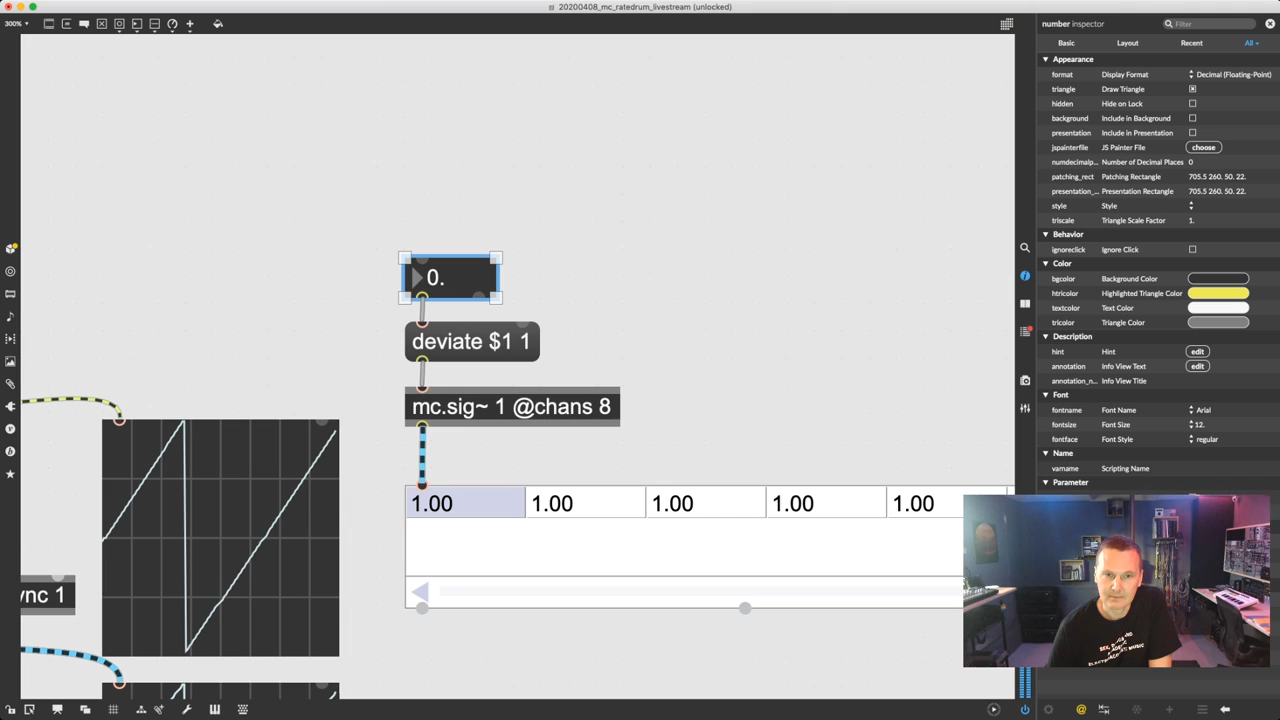 20200408_mc_ratedrum_livestream (unlocked)
300%
number inspector
Filter
Basic
Layout
Recent
All
Appearance
format Display Format Decimal (Floating-Point)
triangle Draw Triangle
hidden Hide on Lock
background Include in Background
presentation Include in Presentation
jspainterfile JS Painter File choose
numdecimalp... Number of Decimal Places 0
patching_rect Patching Rectangle 705.5 260. 50. 22.
presentation_... Presentation Rectangle 705.5 260. 50. 22.
style Style
triscale Triangle Scale Factor 1.
Behavior
ignoreclick Ignore Click
Color
bgcolor Background Color
htricolor Highlighted Triangle Color
textcolor Text Color
tricolor Triangle Color
Description
hint Hint edit
annotation Info View Text edit
annotation_n... Info View Title
Font
fontname Font Name Arial
fontsize Font Size 12.
fontface Font Style regular
Name
varname Scripting Name
Parameter
0.
deviate $1 1
mc.sig~ 1 @chans 8
1.00 1.00 1.00 1.00 1.00
nc 1